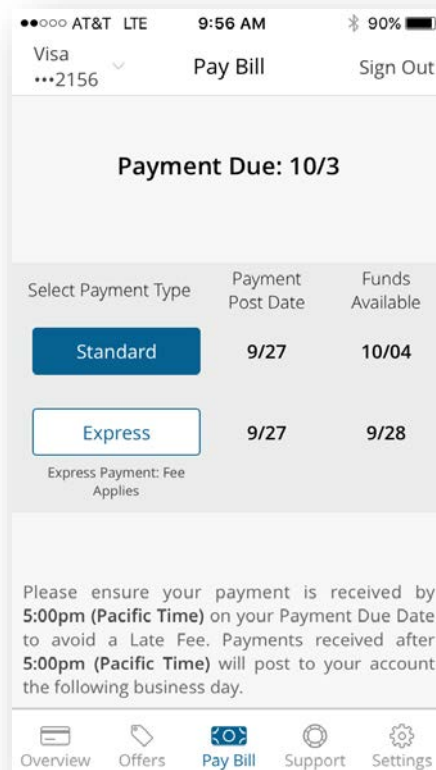 ●●○○○ AT&T LTE 9:56 AM 90%
Visa
•••2156
Pay Bill
Sign Out
Payment Due: 10/3
Select Payment Type
Payment
Post Date
Funds
Available
Standard 9/27 10/04
Express 9/27 9/28
Express Payment: Fee
Applies
Please ensure your payment is received by
5:00pm (Pacific Time) on your Payment Due Date
to avoid a Late Fee. Payments received after
5:00pm (Pacific Time) will post to your account
the following business day.
Overview Offers Pay Bill Support Settings